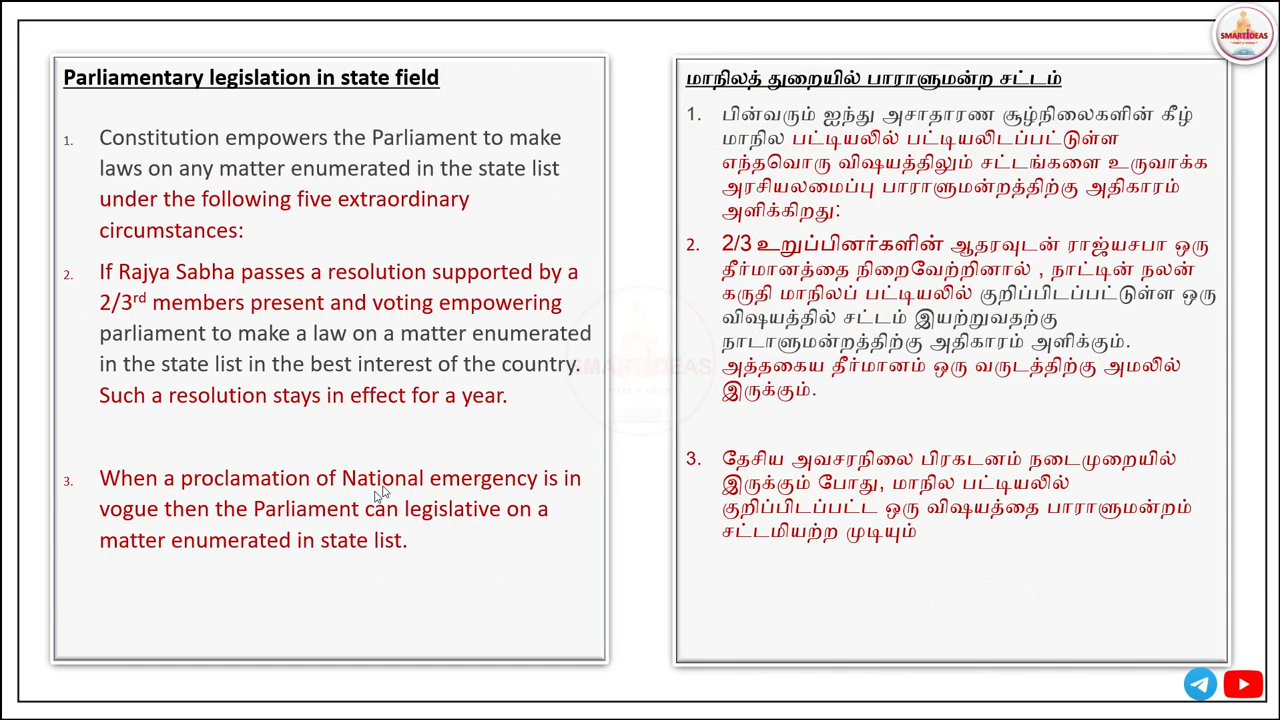 SMARTIDEAS
Parliamentary legislation in state field
1. Constitution empowers the Parliament to make
laws on any matter enumerated in the state list
under the following five extraordinary
circumstances:
2. If Rajya Sabha passes a resolution supported by a
2/3rd members present and voting empowering
parliament to make a law on a matter enumerated
in the state list in the best interest of the country.
Such a resolution stays in effect for a year.
3. When a proclamation of National emergency is in
vogue then the Parliament can legislative on a
matter enumerated in state list.
மாநிலத் துறையில் பாராளுமன்ற சட்டம்
1. பின்வரும் ஐந்து அசாதாரண சூழ்நிலைகளின் கீழ்
மாநில பட்டியலில் பட்டியலிடப்பட்டுள்ள
எந்தவொரு விஷயத்திலும் சட்டங்களை உருவாக்க
அரசியலமைப்பு பாராளுமன்றத்திற்கு அதிகாரம்
அளிக்கிறது:
2. 2/3 உறுப்பினர்களின் ஆதரவுடன் ராஜ்யசபா ஒரு
தீர்மானத்தை நிறைவேற்றினால் , நாட்டின் நலன்
கருதி மாநிலப் பட்டியலில் குறிப்பிடப்பட்டுள்ள ஒரு
விஷயத்தில் சட்டம் இயற்றுவதற்கு
நாடாளுமன்றத்திற்கு அதிகாரம் அளிக்கும்.
அத்தகைய தீர்மானம் ஒரு வருடத்திற்கு அமலில்
இருக்கும்.
3. தேசிய அவசரநிலை பிரகடனம் நடைமுறையில்
இருக்கும் போது, மாநில பட்டியலில்
குறிப்பிடப்பட்ட ஒரு விஷயத்தை பாராளுமன்றம்
சட்டமியற்ற முடியும்
SMARTIDEAS